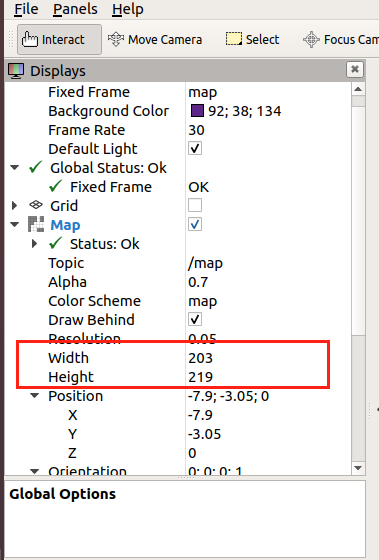 File Panels Help
Interact Move Camera Select Focus Cam
Displays
Fixed Frame map
Background Color 92; 38; 134
Frame Rate 30
Default Light
Global Status: Ok
Fixed Frame OK
Grid
Map
Status: Ok
Topic /map
Alpha 0.7
Color Scheme map
Draw Behind
Resolution 0.05
Width 203
Height 219
Position -7.9; -3.05; 0
X -7.9
Y -3.05
Z 0
Orientation 0; 0; 0; 1
Global Options